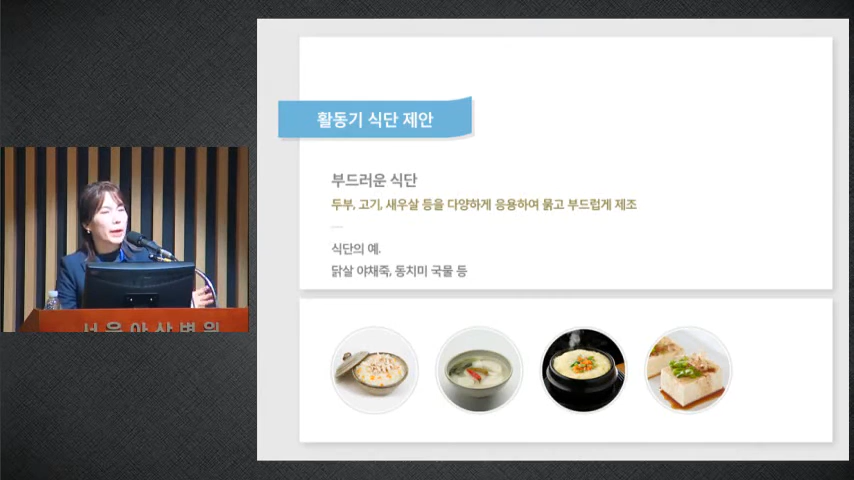 활동기 식단 제안
부드러운 식단
두부, 고기, 새우살 등을 다양하게 응용하여 묽고 부드럽게 제조
식단의 예.
닭살 야채죽, 동치미 국물 등
서울아산병원